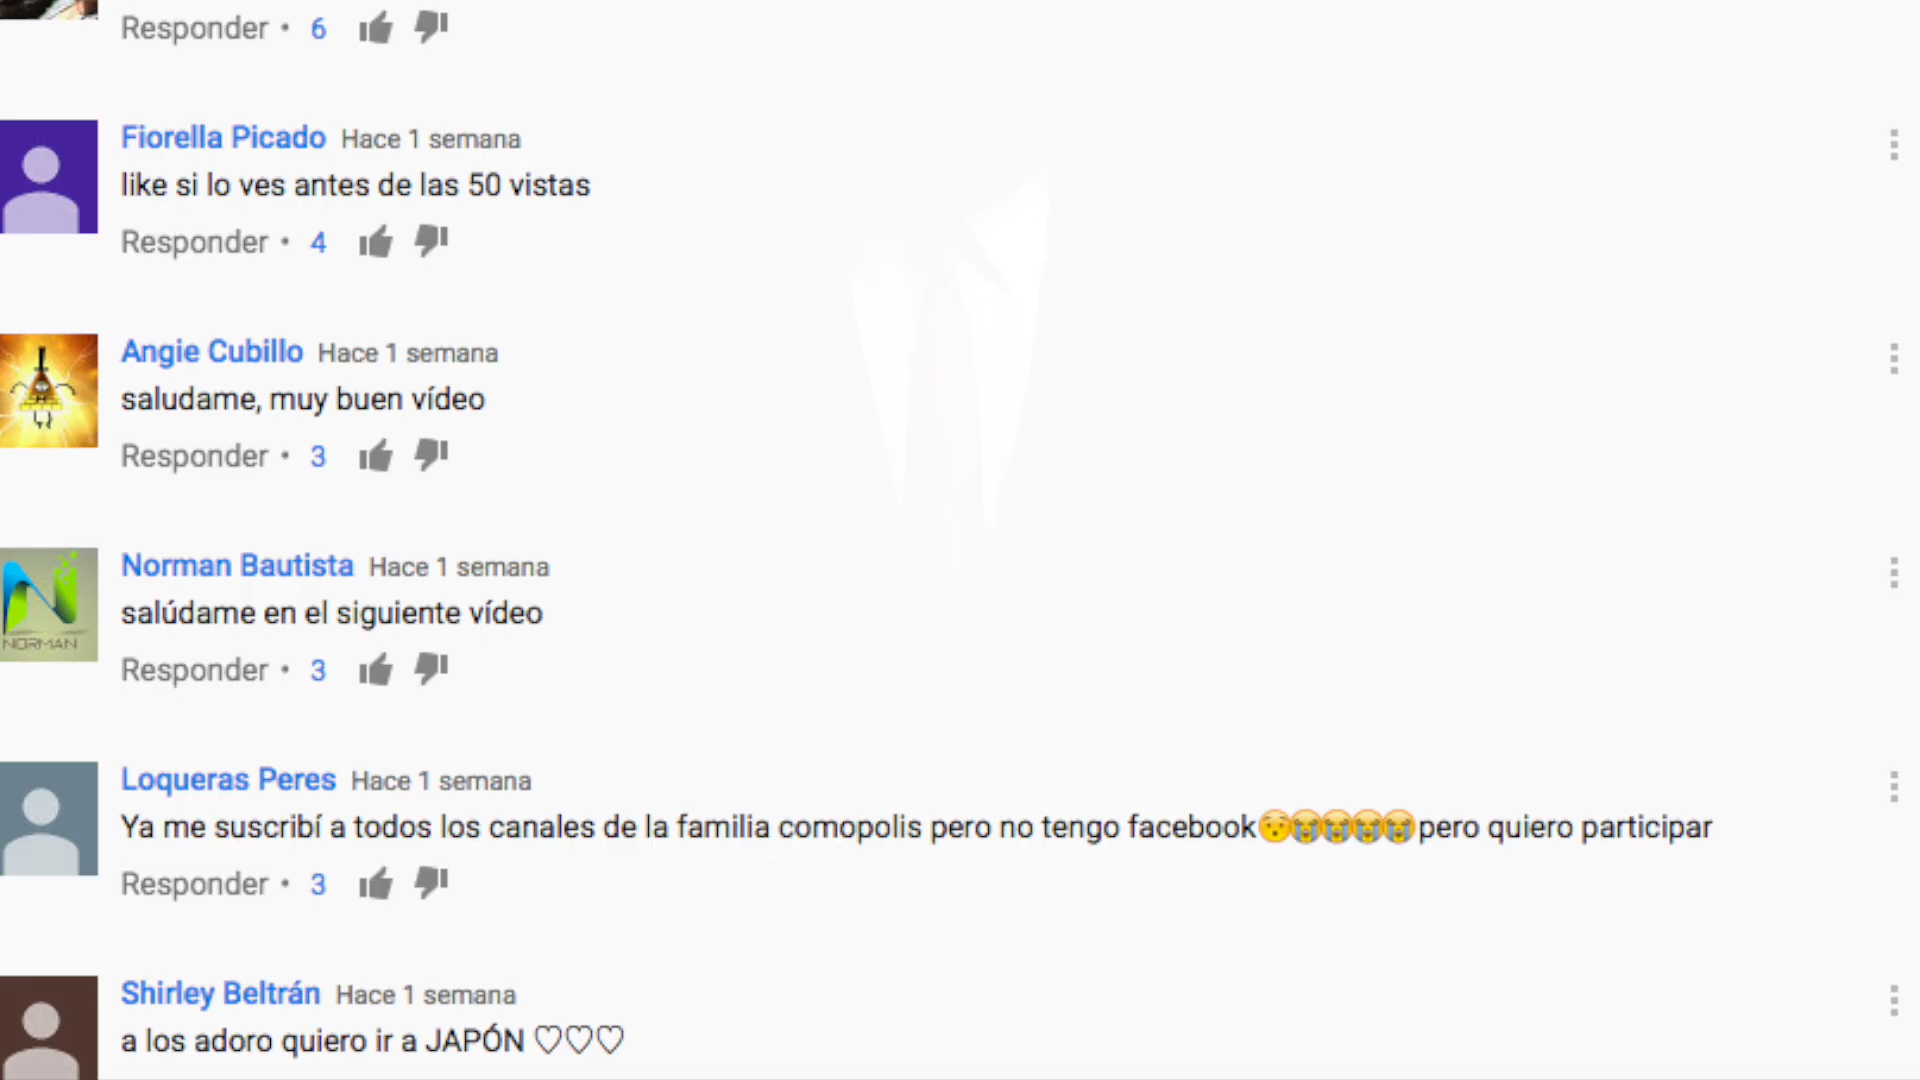 Responder • 6
Fiorella Picado Hace 1 semana
like si lo ves antes de las 50 vistas
Responder • 4
Angie Cubillo Hace 1 semana
saludame, muy buen vídeo
Responder • 3
Norman Bautista Hace 1 semana
salúdame en el siguiente vídeo
NORMAN
Responder • 3
Loqueras Peres Hace 1 semana
Ya me suscribí a todos los canales de la familia comopolis pero no tengo facebook😯😭😭😭😭pero quiero participar
Responder • 3
Shirley Beltrán Hace 1 semana
a los adoro quiero ir a JAPÓN ♡♡♡